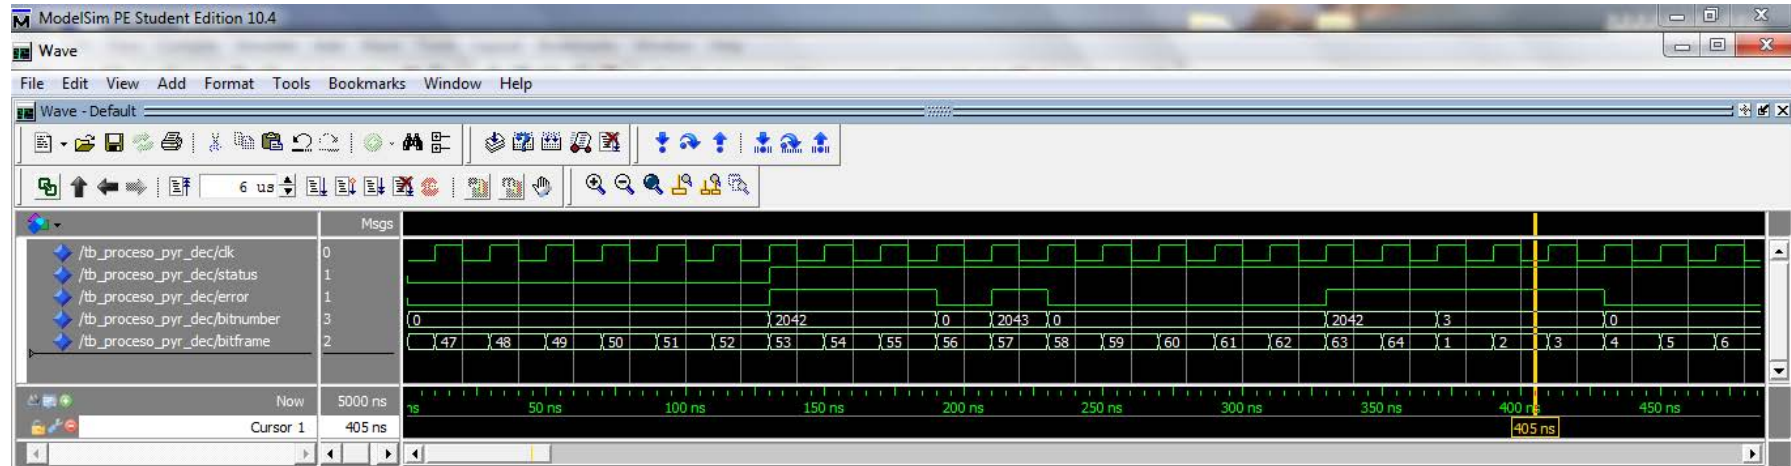 ModelSim PE Student Edition 10.4
Wave
File Edit View Add Format Tools Bookmarks Window Help
Wave - Default
6 us
Msgs
/tb_proceso_pyr_dec/clk 0
/tb_proceso_pyr_dec/status 1
/tb_proceso_pyr_dec/error 1
/tb_proceso_pyr_dec/bitnumber 3 0 2042 0 2043 0 2042 3 0
/tb_proceso_pyr_dec/bitframe 2 47 48 49 50 51 52 53 54 55 56 57 58 59 60 61 62 63 64 1 2 3 4 5 6
Now 5000 ns ns 50 ns 100 ns 150 ns 200 ns 250 ns 300 ns 350 ns 400 ns 450 ns
Cursor 1 405 ns 405 ns